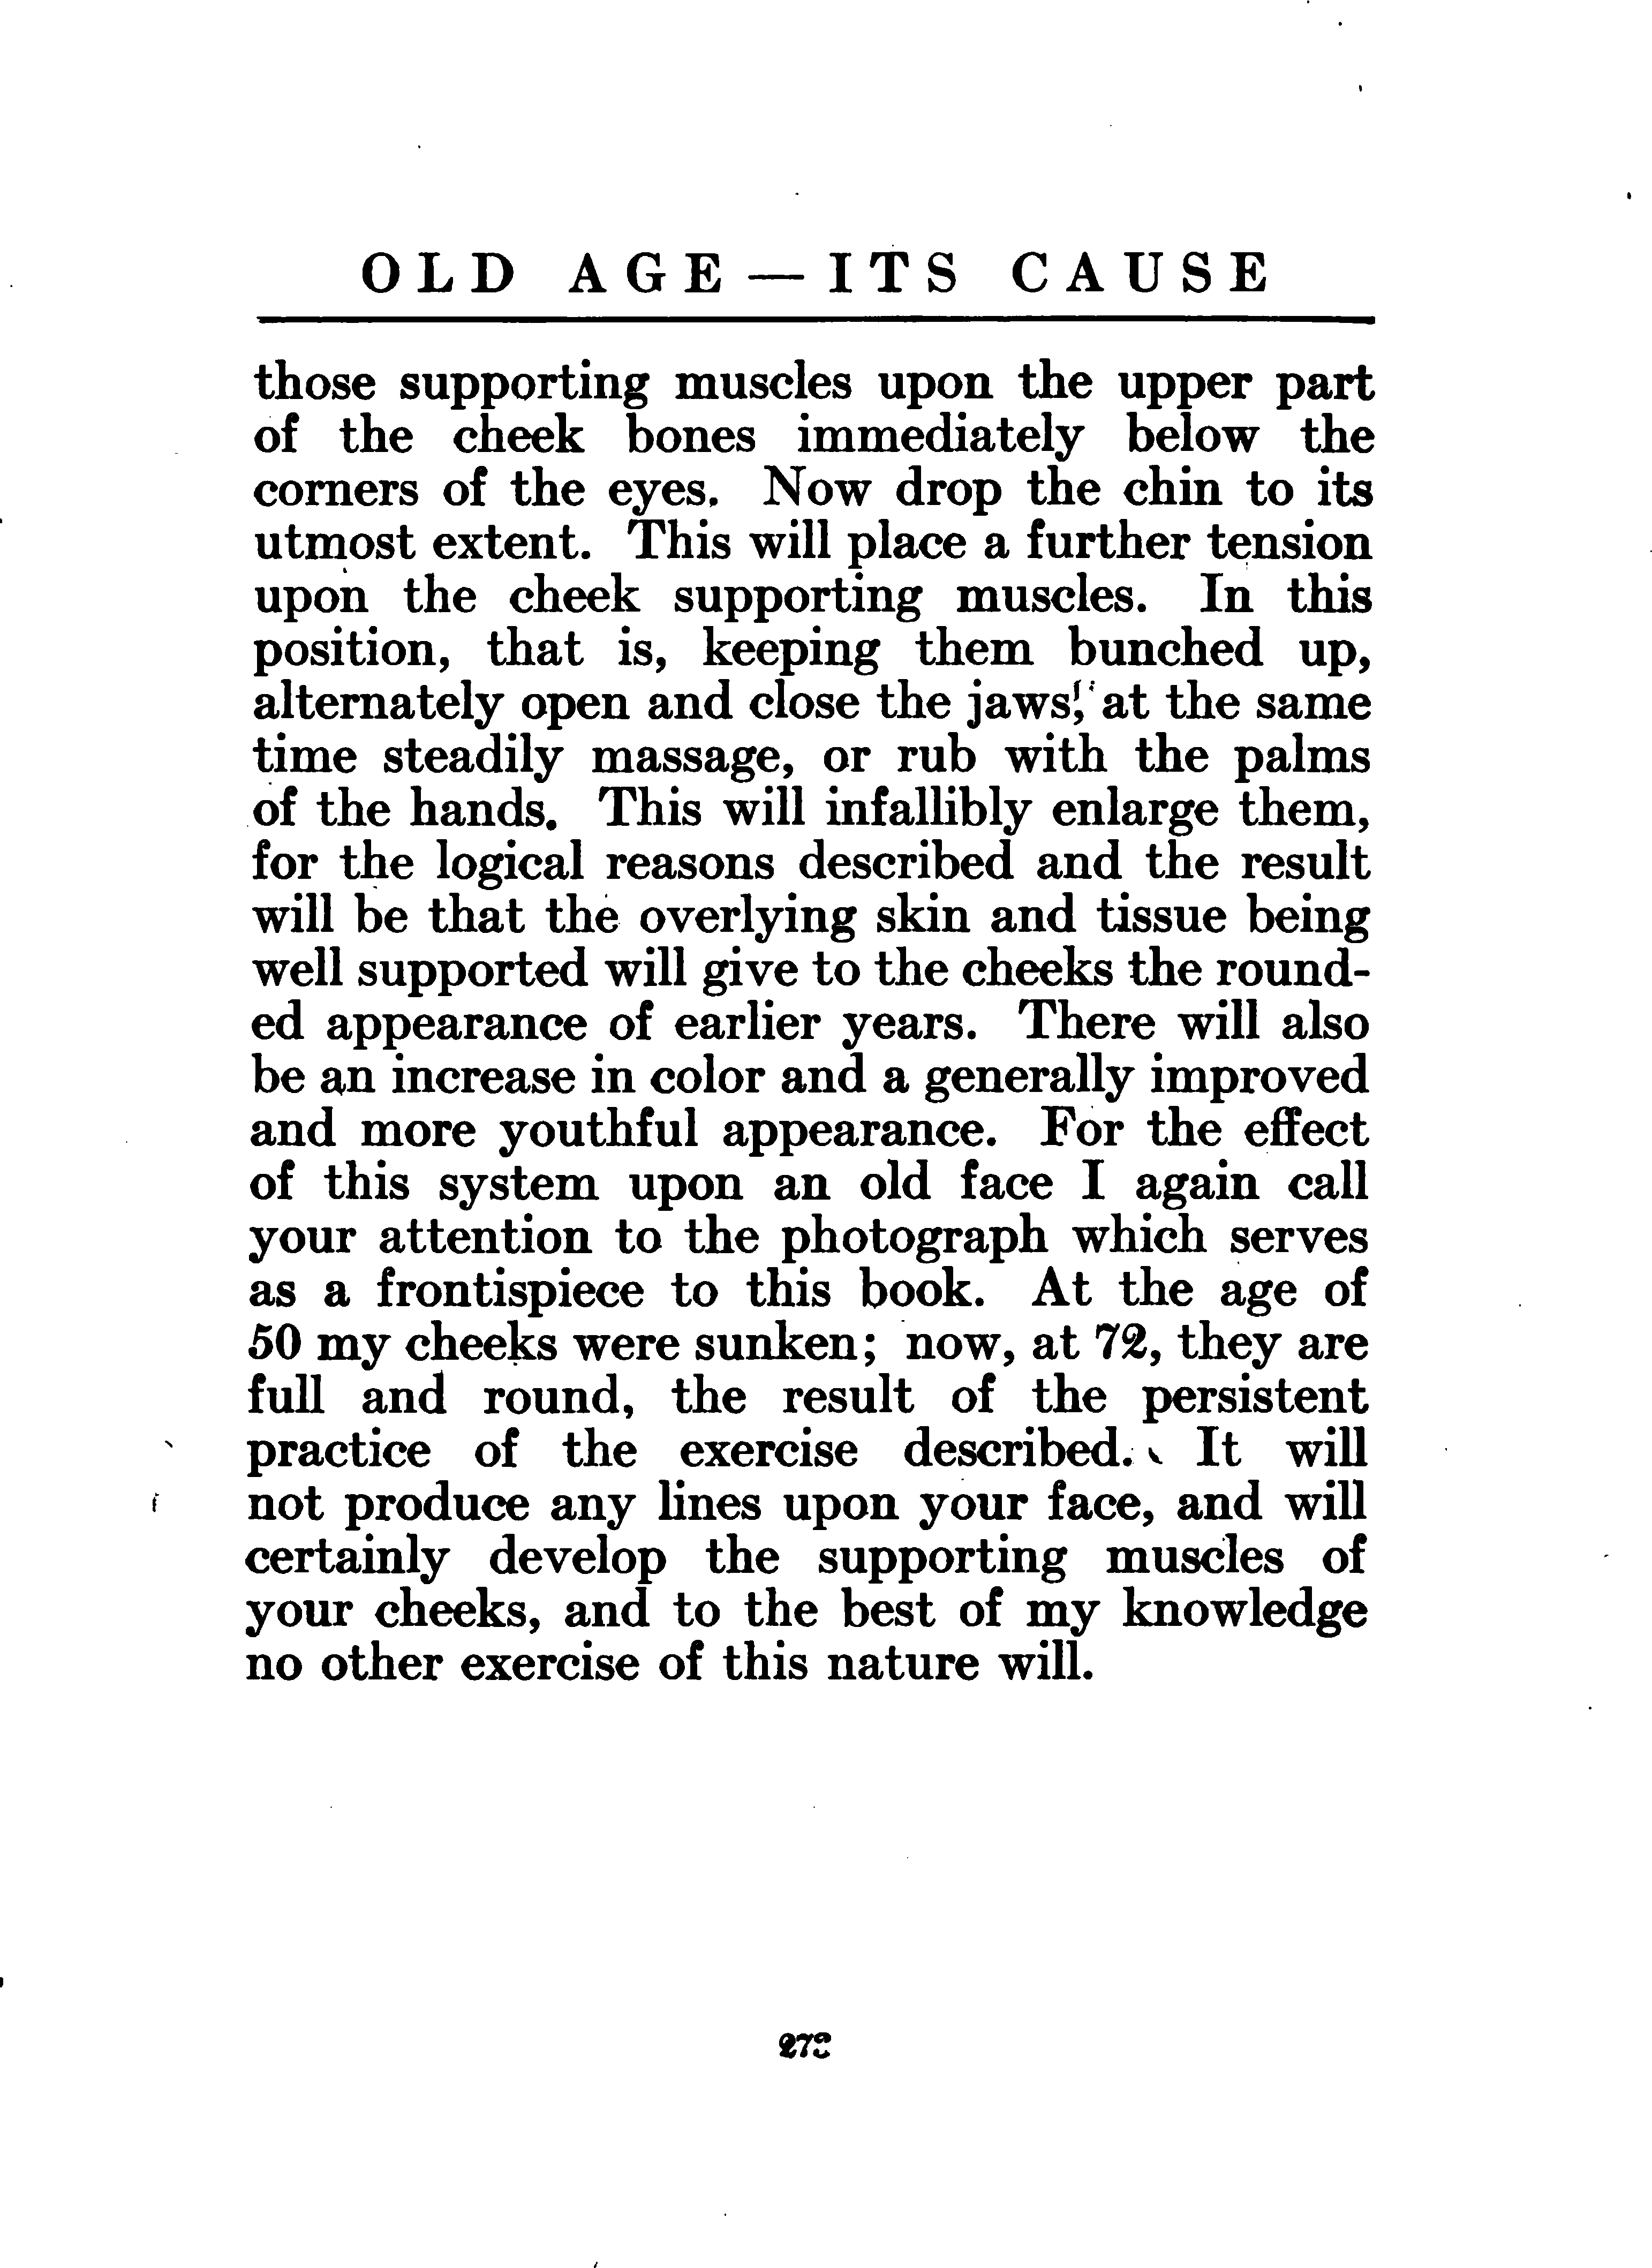 OLD AGE — ITS CAUSE
those supporting muscles upon the upper part
of the cheek bones immediately below the
corners of the eyes. Now drop the chin to its
utmost extent. This will place a further tension
upon the cheek supporting muscles. In this
position, that is, keeping them bunched up,
alternately open and close the jaws, at the same
time steadily massage, or rub with the palms
of the hands. This will infallibly enlarge them,
for the logical reasons described and the result
will be that the overlying skin and tissue being
well supported will give to the cheeks the round-
ed appearance of earlier years. There will also
be an increase in color and a generally improved
and more youthful appearance. For the effect
of this system upon an old face I again call
your attention to the photograph which serves
as a frontispiece to this book. At the age of
50 my cheeks were sunken; now, at 72, they are
full and round, the result of the persistent
practice of the exercise described. It will
not produce any lines upon your face, and will
certainly develop the supporting muscles of
your cheeks, and to the best of my knowledge
no other exercise of this nature will.